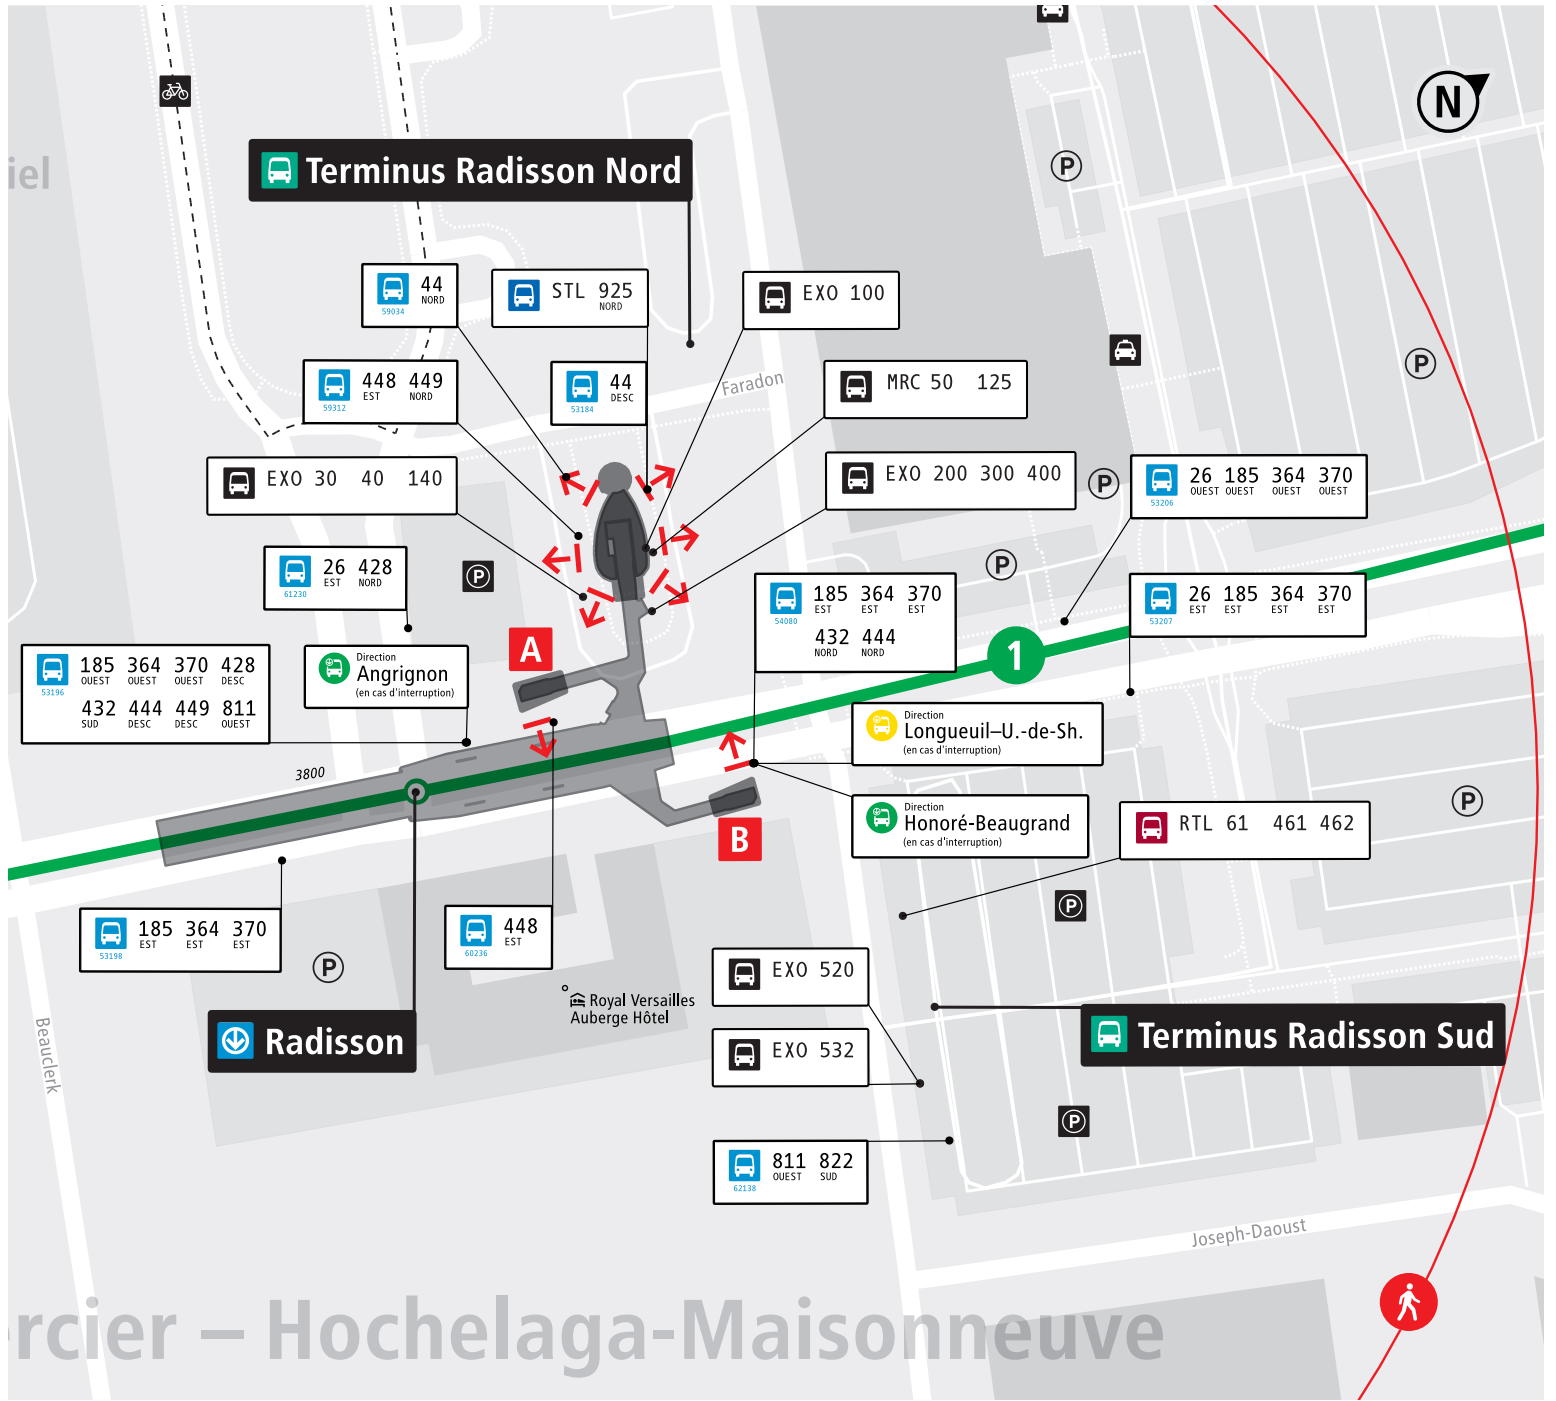 N
iel
Terminus Radisson Nord
44
NORD
59034
STL 925
NORD
EXO 100
448 449
EST NORD
59312
44
DESC
53184
Faradon
MRC 50 125
EXO 30 40 140
EXO 200 300 400
P
P
P
P
P
26 185 364 370
OUEST OUEST OUEST OUEST
53206
26 428
EST NORD
61230
185 364 370
EST EST EST
54080
432 444
NORD NORD
26 185 364 370
EST EST EST EST
53207
A
1
185 364 370 428
OUEST OUEST OUEST DESC
53196
432 444 449 811
SUD DESC DESC OUEST
Direction
Angrignon
(en cas d'interruption)
Direction
Longueuil–U.-de-Sh.
(en cas d'interruption)
3800
Direction
Honoré-Beaugrand
(en cas d'interruption)
B
RTL 61 461 462
P
P
185 364 370
EST EST EST
53198
448
EST
60236
P
EXO 520
Royal Versailles
Auberge Hôtel
Radisson
Beauclerk
EXO 532
Terminus Radisson Sud
P
811 822
OUEST SUD
62138
Joseph-Daoust
rcier – Hochelaga-Maisonneuve